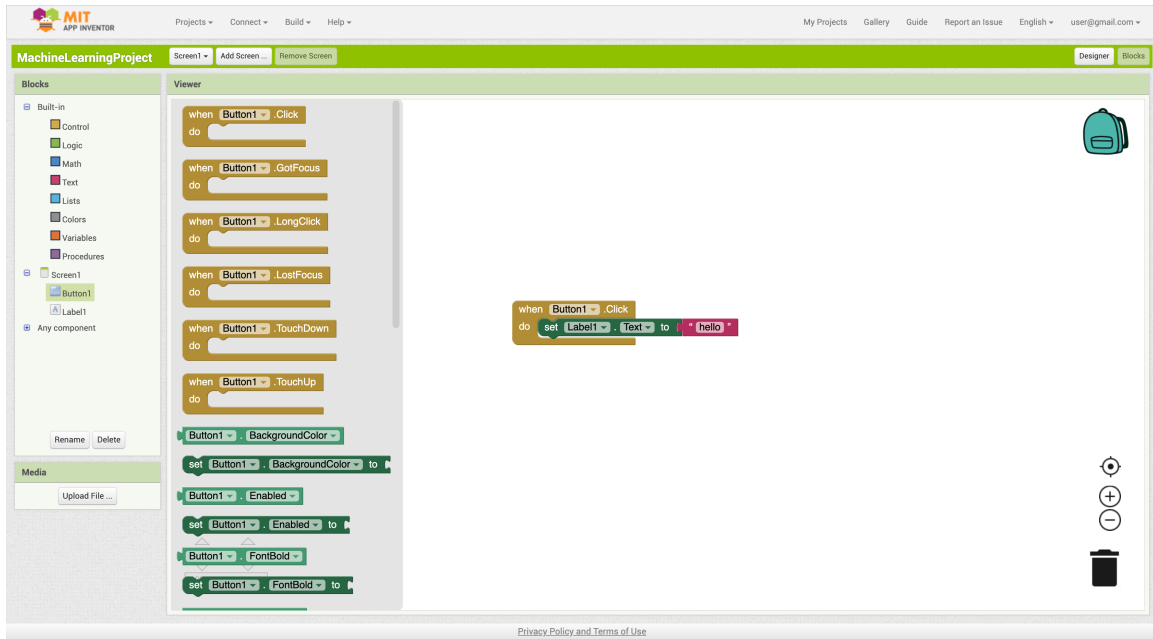 MIT
APP INVENTOR
Projects Connect Build Help
My Projects Gallery Guide Report an Issue English user@gmail.com
MachineLearningProject Screen1 Add Screen ... Remove Screen Designer Blocks
Blocks
Built-in
Control
Logic
Math
Text
Lists
Colors
Variables
Procedures
Screen1
Button1
A Label1
Any component
Rename Delete
Media
Upload File ...
Viewer
when Button1 .Click
do
when Button1 .GotFocus
do
when Button1 .LongClick
do
when Button1 .LostFocus
do
when Button1 .TouchDown
do
when Button1 .TouchUp
do
Button1 . BackgroundColor
set Button1 . BackgroundColor to
Button1 . Enabled
set Button1 . Enabled to
Button1 . FontBold
set Button1 . FontBold to
when Button1 .Click
do set Label1 . Text to " hello "
Privacy Policy and Terms of Use